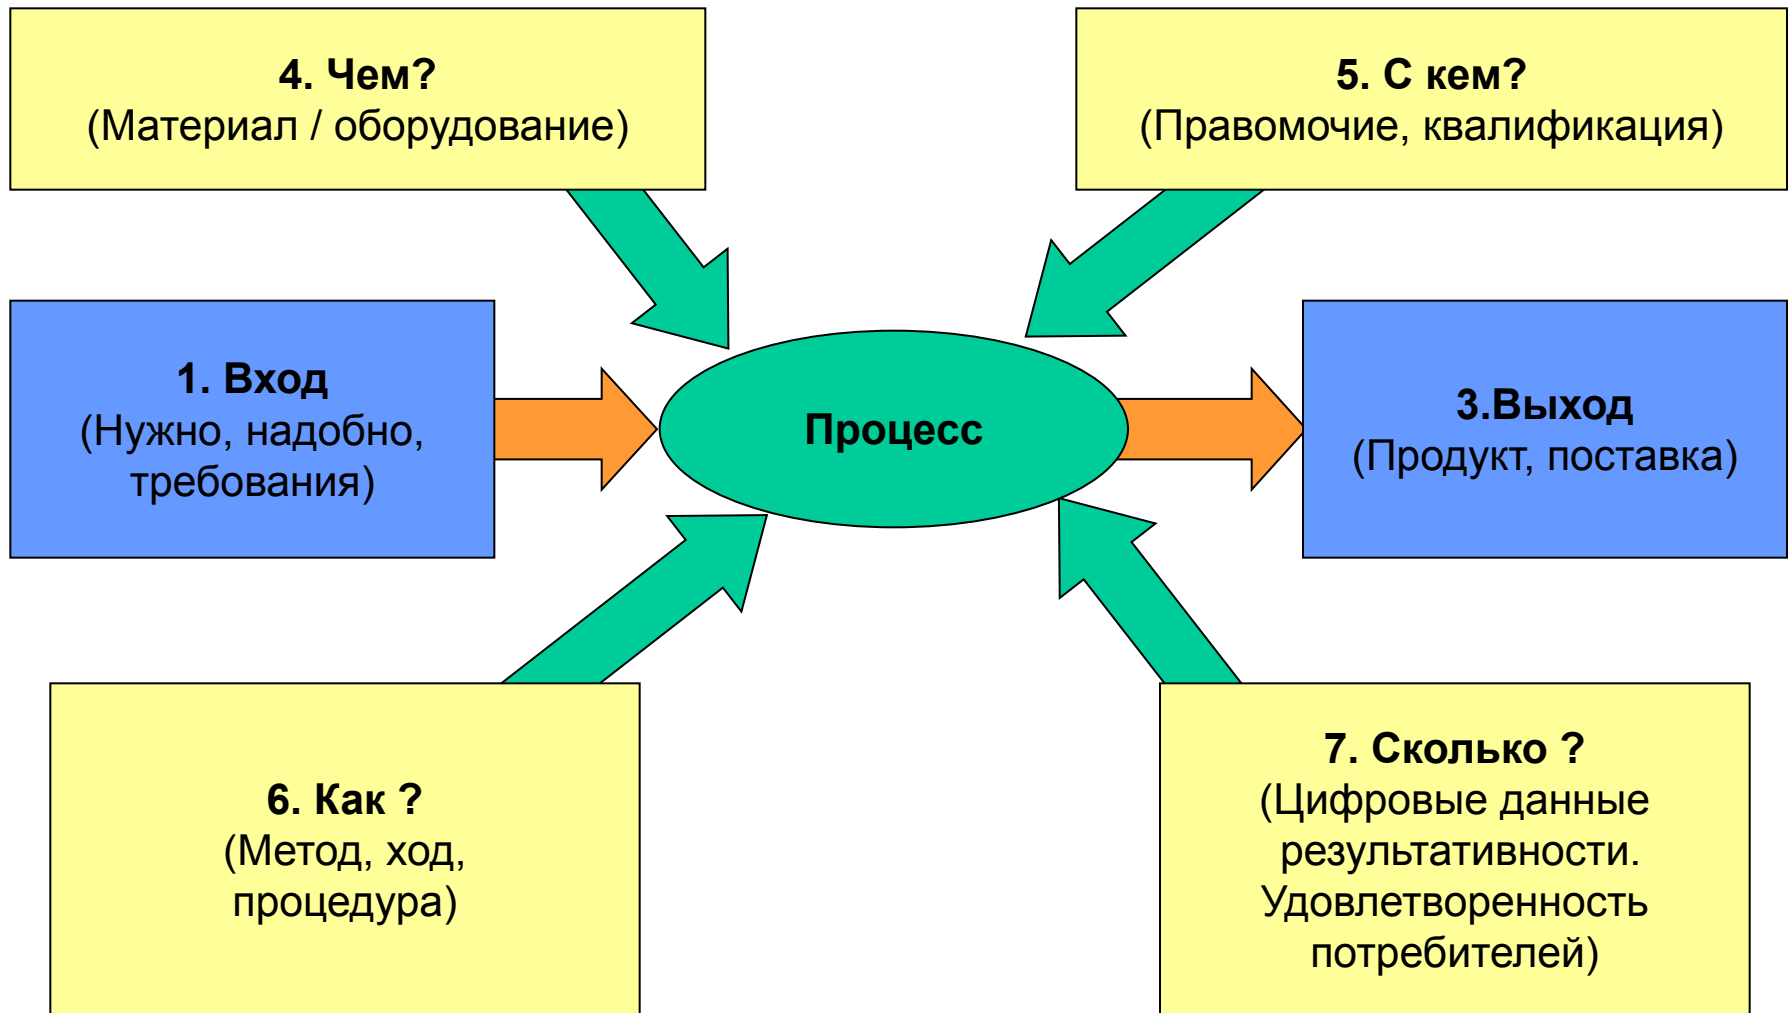 4. Чем?
(Материал / оборудование)
5. С кем?
(Правомочие, квалификация)
1. Вход
(Нужно, надобно,
требования)
Процесс
3.Выход
(Продукт, поставка)
6. Как ?
(Метод, ход,
процедура)
7. Сколько ?
(Цифровые данные
результативности.
Удовлетворенность
потребителей)